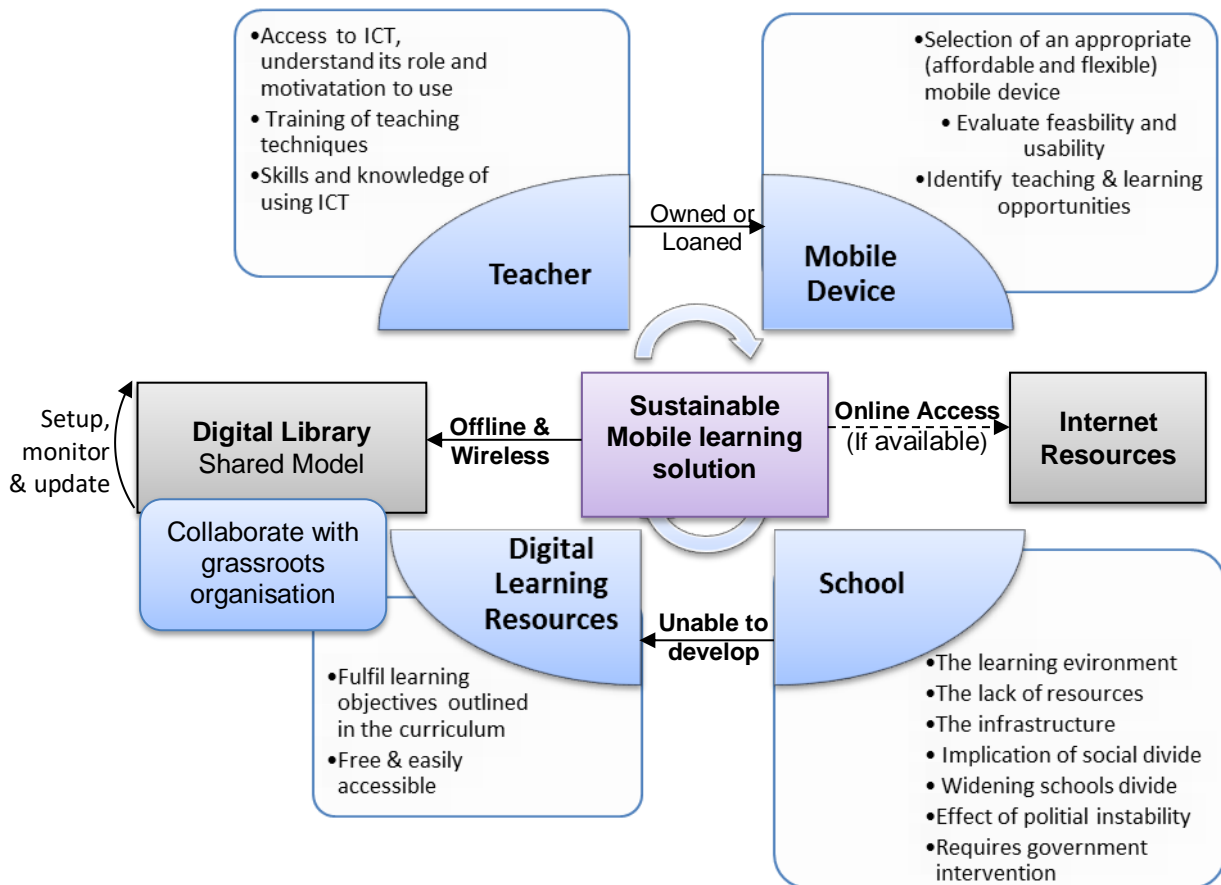 •Access to ICT,
understand its role and
motivatation to use
• Training of teaching
techniques
•Skills and knowledge of
using ICT
Teacher
Owned or
Loaned
•Selection of an appropriate
(affordable and flexible)
mobile device
• Evaluate feasbility and
usability
•Identify teaching & learning
opportunities
Mobile
Device
Setup,
monitor
& update
Digital Library
Shared Model
Offline &
Wireless
Sustainable
Mobile learning
solution
Online Access
(If available)
Internet
Resources
Collaborate with
grassroots
organisation
Digital
Learning
Resources
Unable to
develop
School
•Fulfil learning
objectives outlined
in the curriculum
•Free & easily
accessible
•The learning evironment
•The lack of resources
•The infrastructure
• Implication of social divide
• Widening schools divide
•Effect of politial instability
•Requires government
intervention